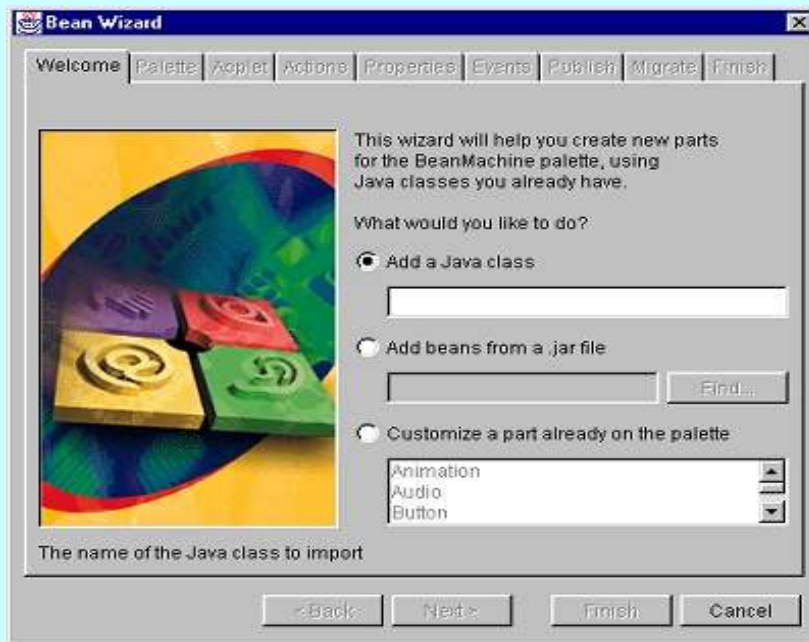 Bean Wizard
Welcome Palette Applet Actions Properties Events Publish Migrate Finish
This wizard will help you create new parts
for the BeanMachine palette, using
Java classes you already have.
What would you like to do?
Add a Java class
Add beans from a .jar file
Find...
Customize a part already on the palette
Animation
Audio
Button
The name of the Java class to import
< Back Next > Finish Cancel